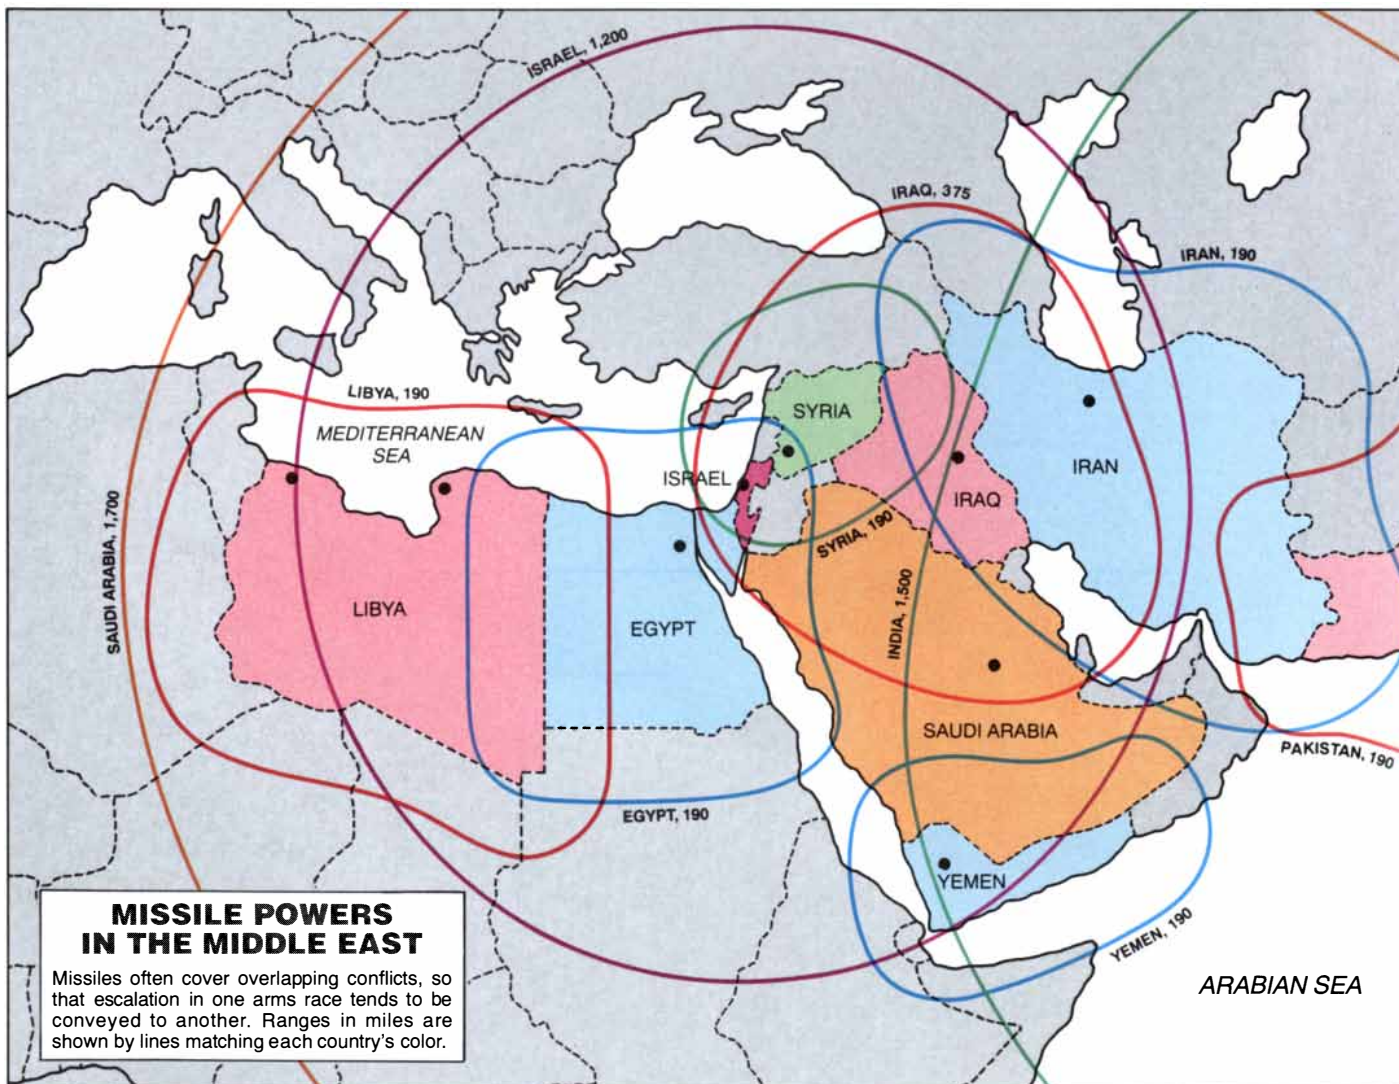 ISRAEL, 1,200
IRAQ, 375
IRAN, 190
LIBYA, 190
MEDITERRANEAN
SEA
SYRIA
ISRAEL
IRAQ
IRAN
SYRIA, 190
SAUDI ARABIA, 1,700
LIBYA
EGYPT
INDIA, 1,500
SAUDI ARABIA
PAKISTAN, 190
EGYPT, 190
YEMEN
YEMEN, 190
ARABIAN SEA
MISSILE POWERS
IN THE MIDDLE EAST
Missiles often cover overlapping conflicts, so
that escalation in one arms race tends to be
conveyed to another. Ranges in miles are
shown by lines matching each country's color.